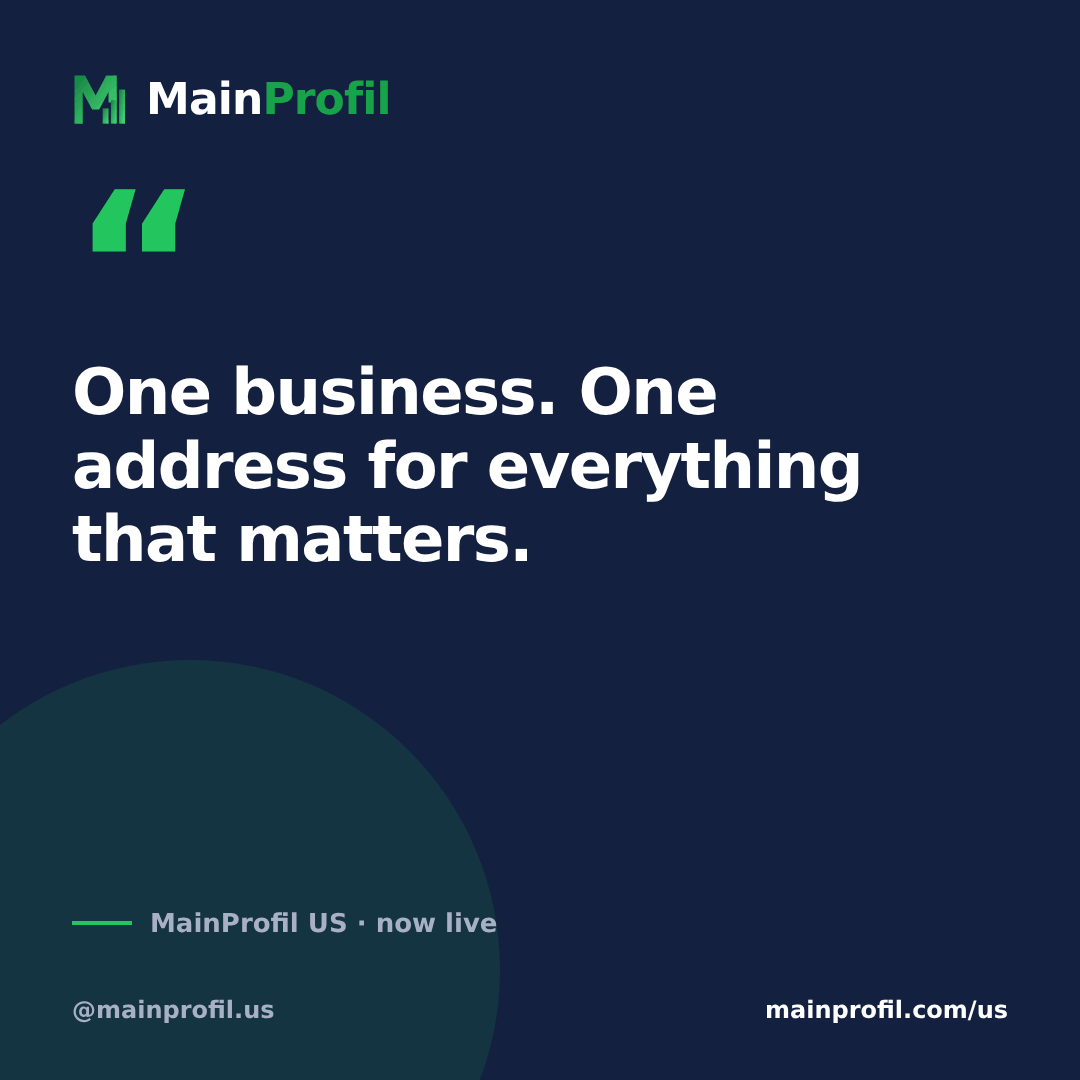 MainProfil
“
One business. One
address for everything
that matters.
MainProfil US · now live
@mainprofil.us
mainprofil.com/us